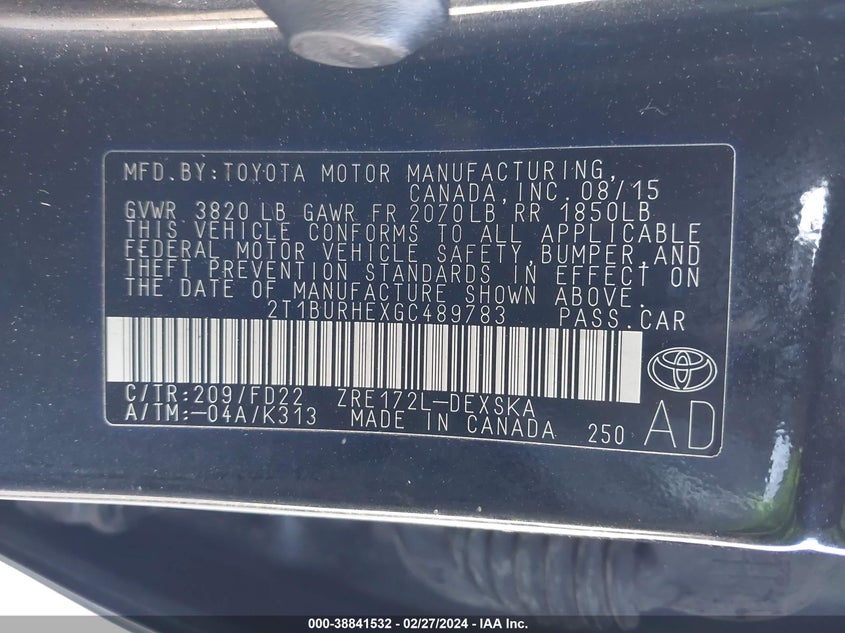 MFD.BY:TOYOTA MOTOR MANUFACTURING,
CANADA,INC. 08/15
GVWR 3820 LB GAWR FR 2070LB RR 1850LB
THIS VEHICLE CONFORMS TO ALL APPLICABLE
FEDERAL MOTOR VEHICLE SAFETY,BUMPER,AND
THEFT PREVENTION STANDARDS IN EFFECT ON
THE DATE OF MANUFACTURE SHOWN ABOVE.
2T1BURHEXGC489783 PASS.CAR
C/TR:209/FD22 ZRE172L-DEXSKA
A/TM:-04A/K313 MADE IN CANADA 250 AD
000-38841532 - 02/27/2024 - IAA Inc.